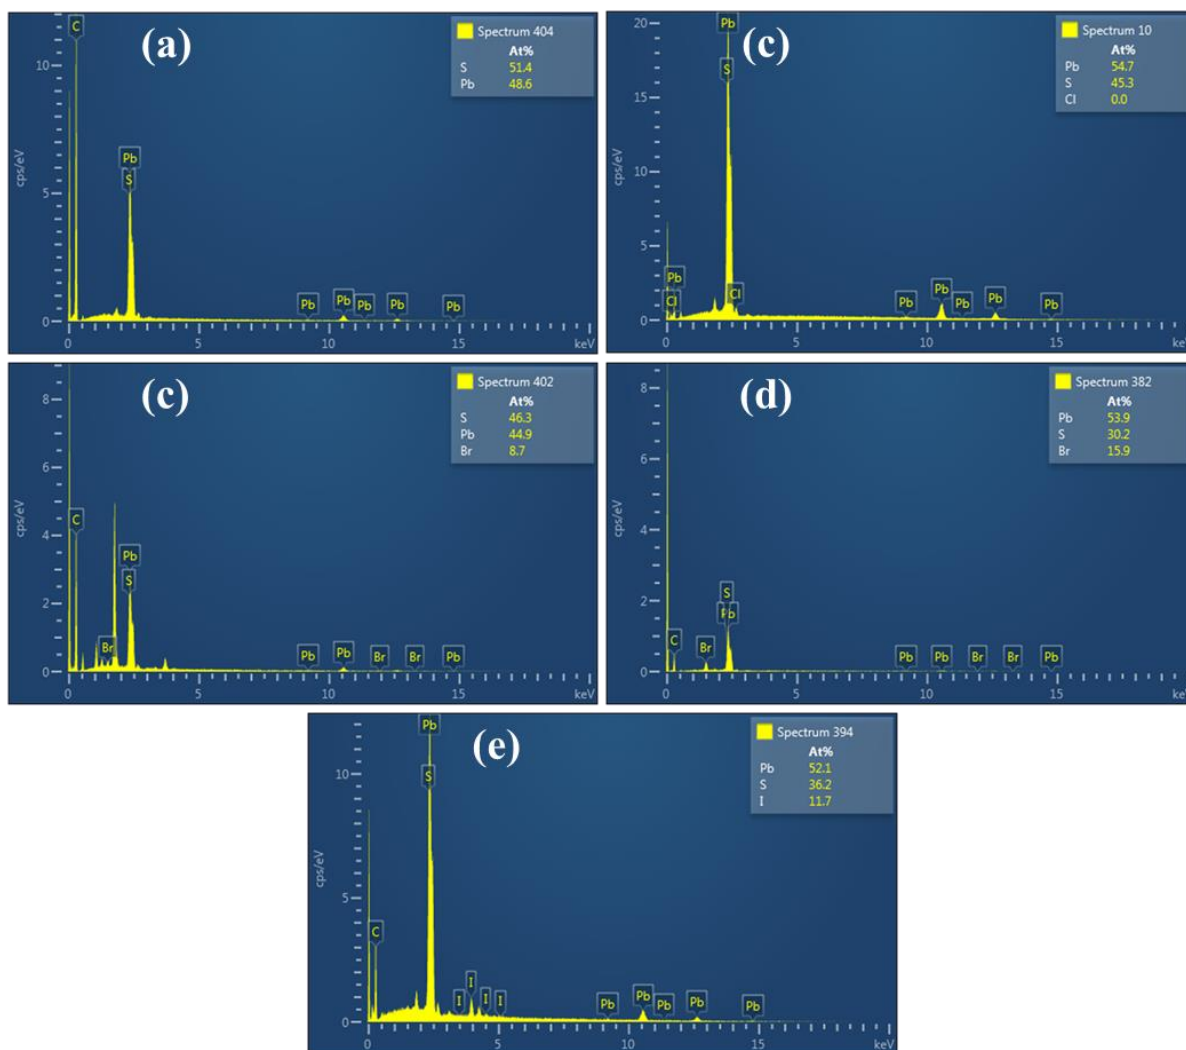 (a)
Spectrum 404
At%
S 51.4
Pb 48.6
C
Pb
S
Pb Pb Pb Pb Pb
10
5
0
cps/eV
0 5 10 15 keV
(c)
Spectrum 10
At%
Pb 54.7
S 45.3
Cl 0.0
Pb
S
Pb
Cl Cl
Pb Pb Pb Pb Pb
20
15
10
5
0
cps/eV
0 5 10 15 keV
(c)
Spectrum 402
At%
S 46.3
Pb 44.9
Br 8.7
C
Pb
S
Br
Pb Pb Br Br Pb
8
6
4
2
0
cps/eV
0 5 10 15 keV
(d)
Spectrum 382
At%
Pb 53.9
S 30.2
Br 15.9
S
Pb
C Br
Pb Pb Br Br Pb
8
6
4
2
0
cps/eV
0 5 10 15 keV
(e)
Spectrum 394
At%
Pb 52.1
S 36.2
I 11.7
Pb
S
C
I I I I
Pb Pb Pb Pb Pb
10
5
0
cps/eV
0 5 10 15 keV